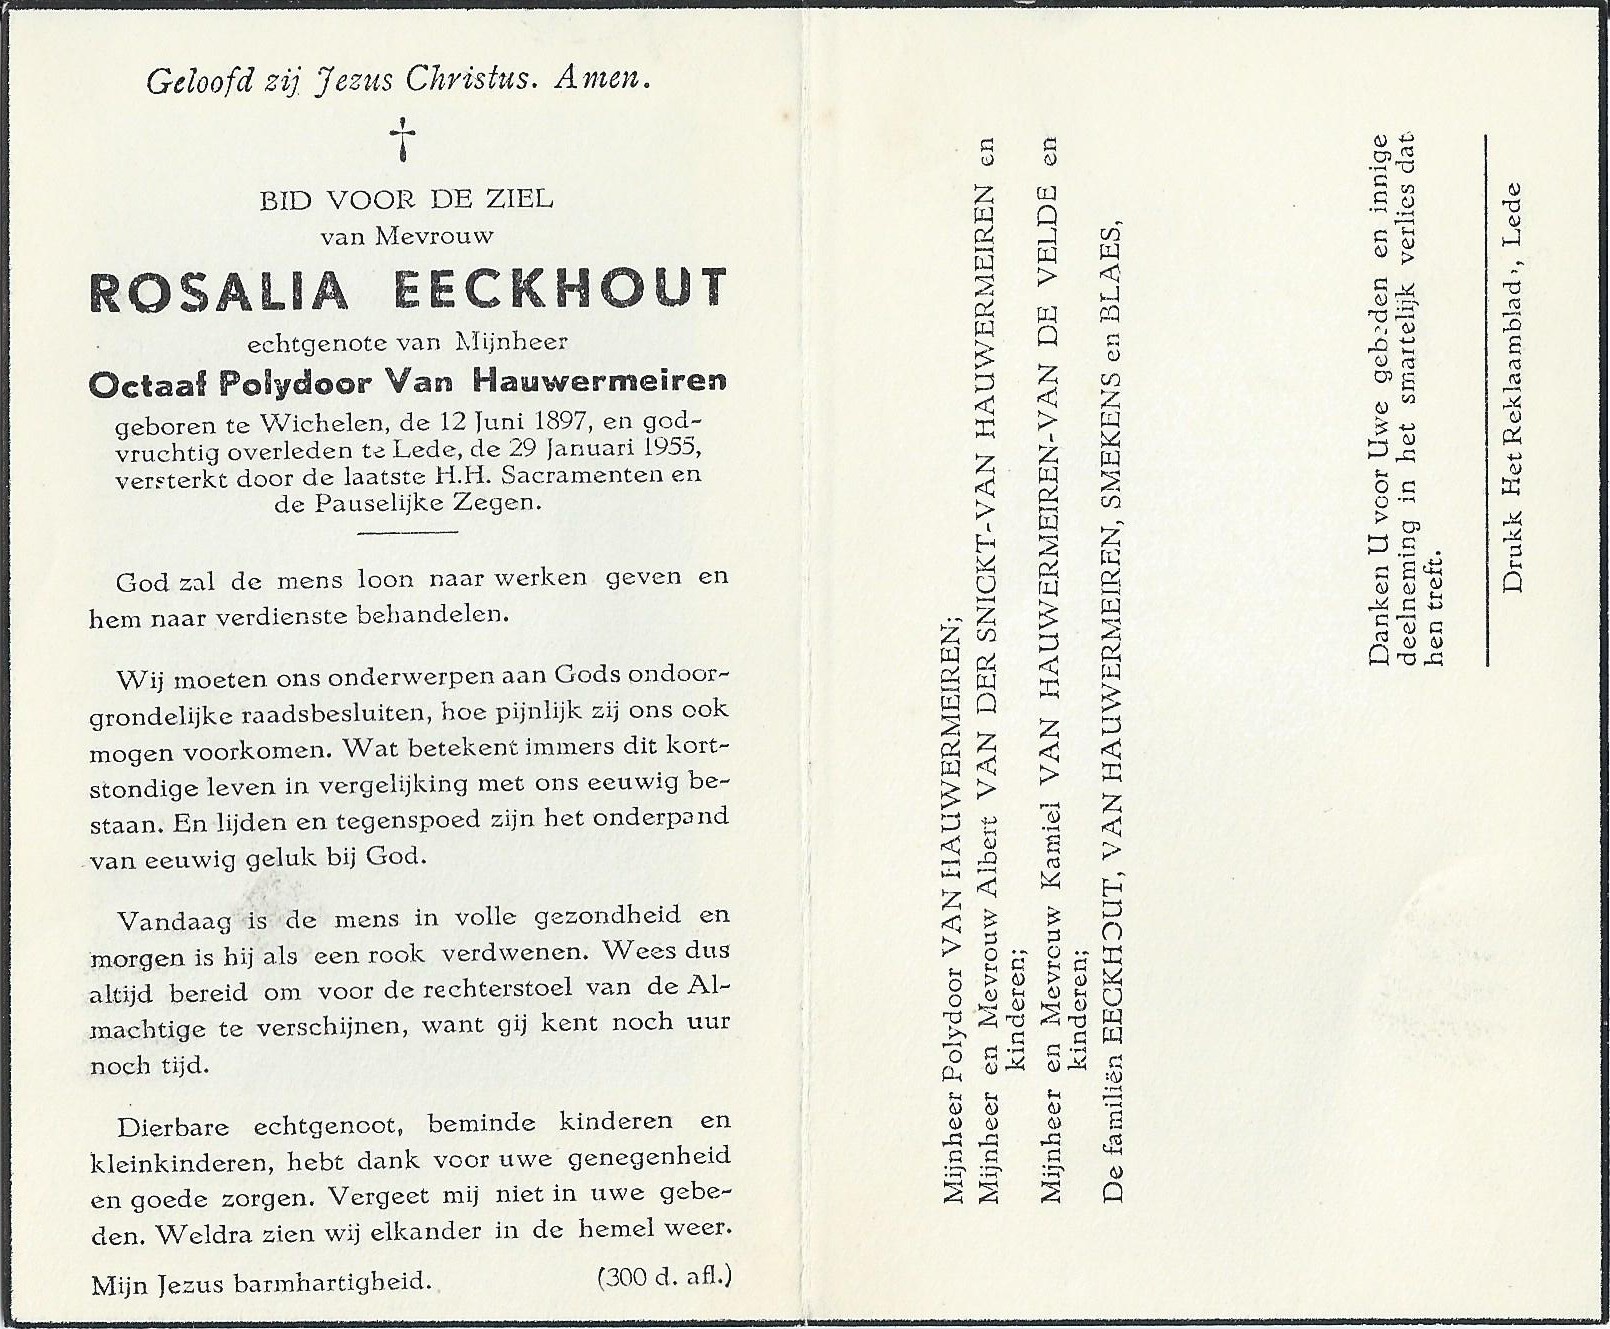 Geloofd zij Jezus Christus. Amen.
BID VOOR DE ZIEL
van Mevrouw
ROSALIA EECKHOUT
echtgenote van Mijnheer
Octaaf Polydoor Van Hauwermeiren
geboren te Wichelen, de 12 Juni 1897, en god-
vruchtig overleden te Lede, de 29 Januari 1955,
versterkt door de laatste H.H. Sacramenten en
de Pauselijke Zegen.
God zal de mens loon naar werken geven en
hem naar verdienste behandelen.
Wij moeten ons onderwerpen aan Gods ondoor-
grondelijke raadsbesluiten, hoe pijnlijk zij ons ook
mogen voorkomen. Wat betekent immers dit kort-
stondige leven in vergelijking met ons eeuwig be-
staan. En lijden en tegenspoed zijn het onderpand
van eeuwig geluk bij God.
Vandaag is de mens in volle gezondheid en
morgen is hij als een rook verdwenen. Wees dus
altijd bereid om voor de rechterstoel van de Al-
machtige te verschijnen, want gij kent noch uur
noch tijd.
Dierbare echtgenoot, beminde kinderen en
kleinkinderen, hebt dank voor uwe genegenheid
en goede zorgen. Vergeet mij niet in uwe gebe-
den. Weldra zien wij elkander in de hemel weer.
Mijn Jezus barmhartigheid. (300 d. afl.)
Mijnheer Polydoor VAN HAUWERMEIREN;
Mijnheer en Mevrouw Albert VAN DER SNICKT-VAN HAUWERMEIREN en
kinderen;
Mijnheer en Mevrouw Kamiel VAN HAUWERMEIREN-VAN DE VELDE en
kinderen;
De familiën EECKHOUT, VAN HAUWERMEIREN, SMEKENS en BLAES,
Danken U voor Uwe gebeden en innige
deelneming in het smartelijk verlies dat
hen treft.
Drukk Het Reklaamblad,, Lede